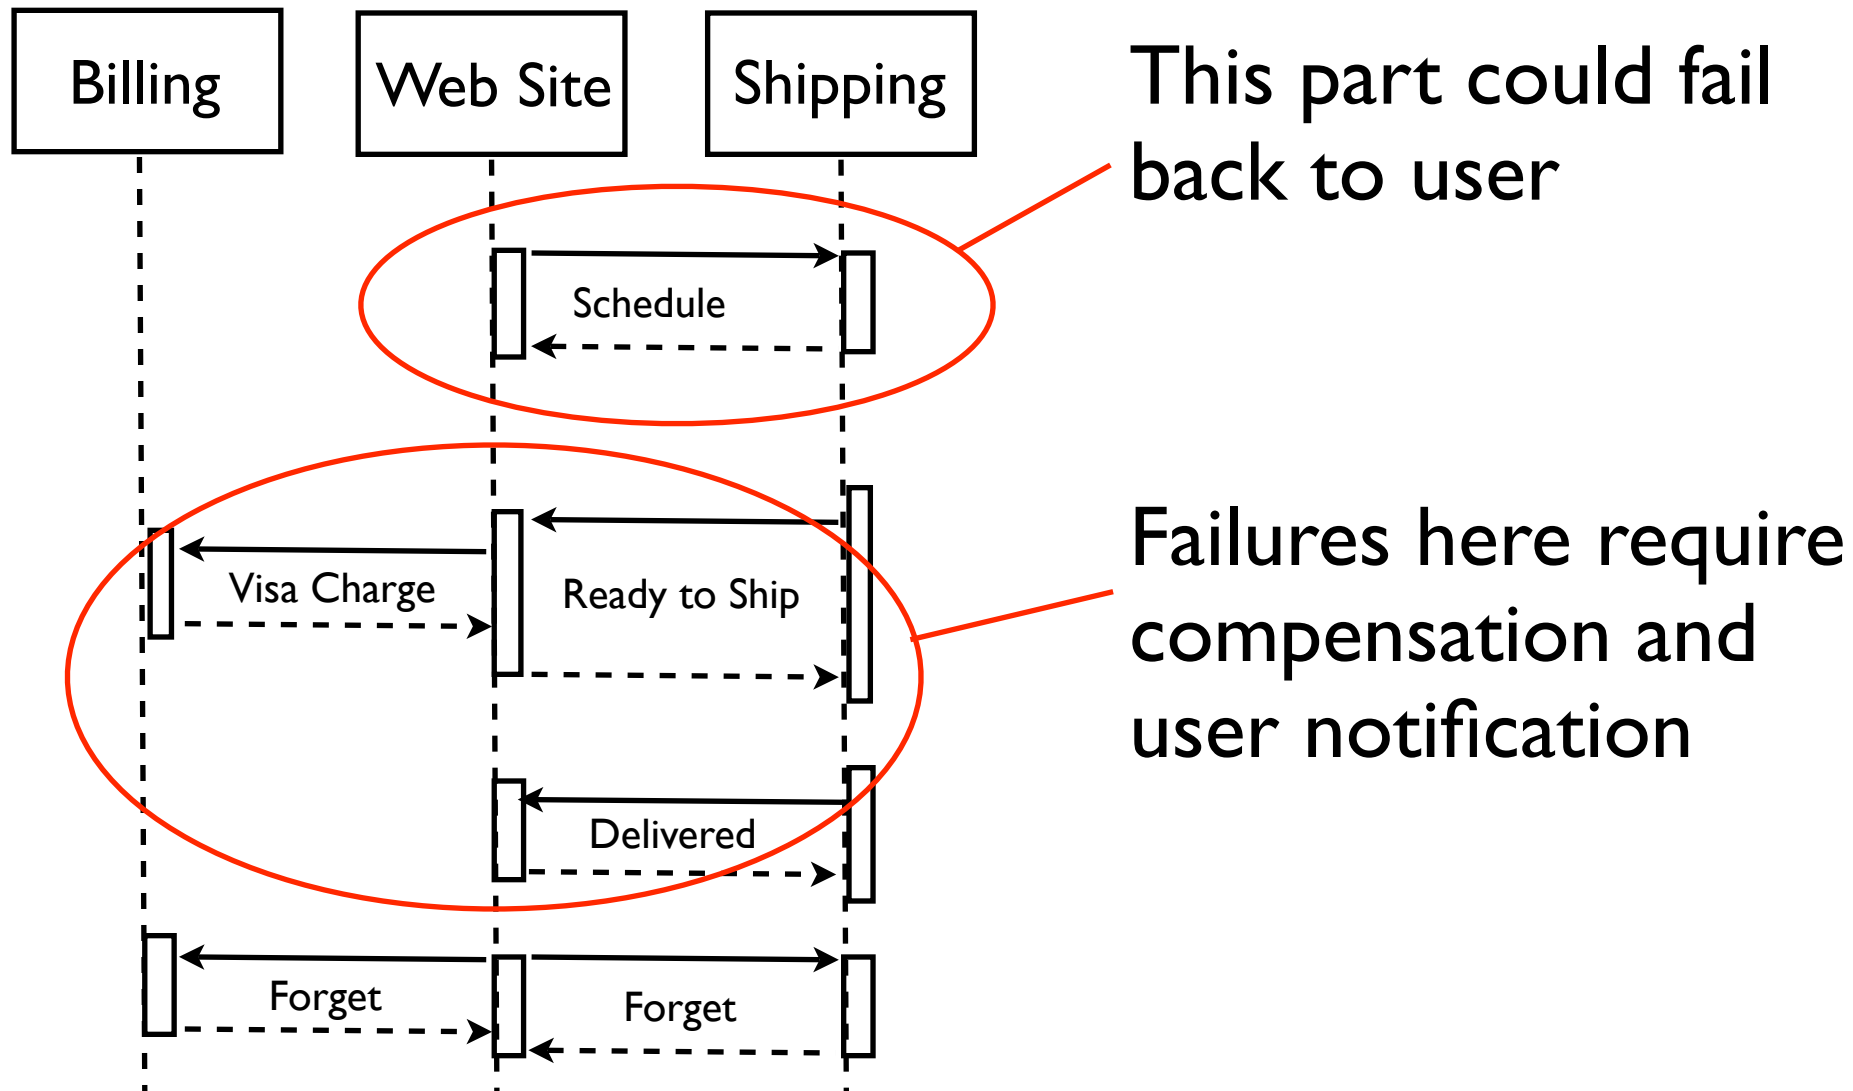 Billing
Web Site
Shipping
This part could fail
back to user
Schedule
Failures here require
compensation and
user notification
Visa Charge
Ready to Ship
Delivered
Forget
Forget